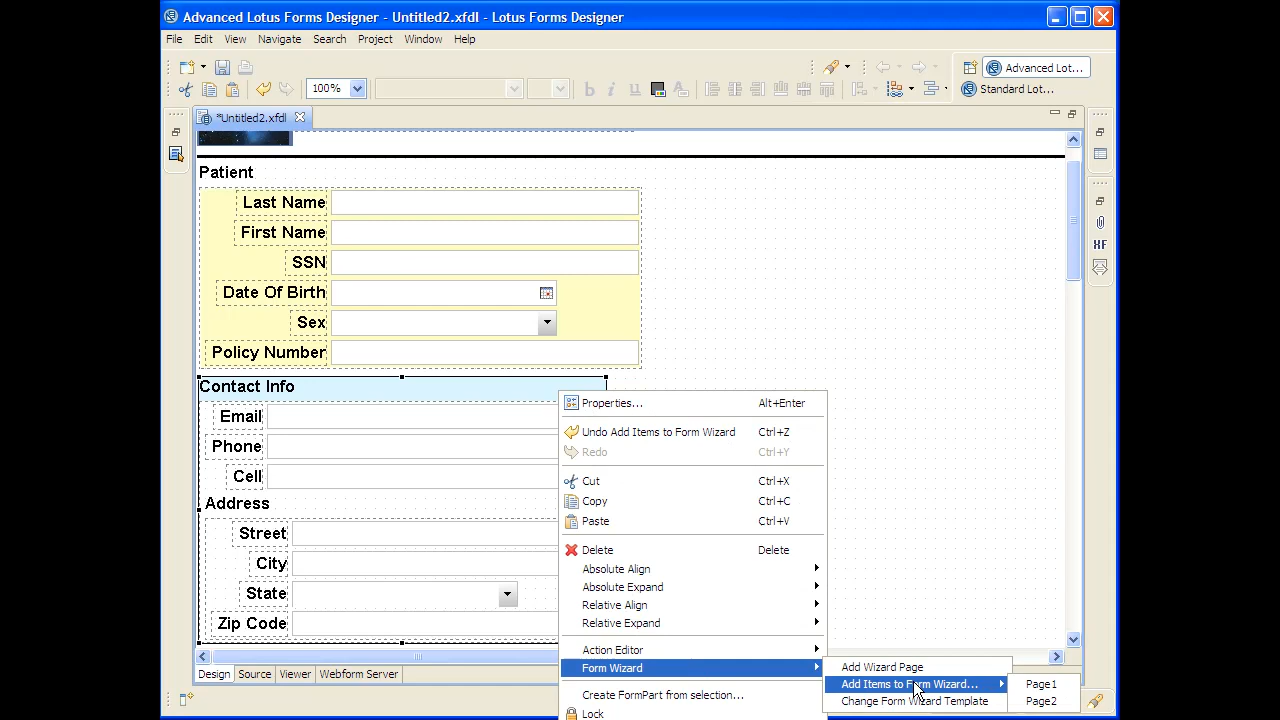 Advanced Lotus Forms Designer - Untitled2.xfdl - Lotus Forms Designer
File Edit View Navigate Search Project Window Help
Advanced Lot...
100%
Standard Lot...
*Untitled2.xfdl
Patient
Last Name
First Name
SSN
Date Of Birth
Sex
Policy Number
Contact Info
Email
Phone
Cell
Address
Street
City
State
Zip Code
Properties... Alt+Enter
Undo Add Items to Form Wizard Ctrl+Z
Redo Ctrl+Y
Cut Ctrl+X
Copy Ctrl+C
Paste Ctrl+V
Delete Delete
Absolute Align
Absolute Expand
Relative Align
Relative Expand
Action Editor
Form Wizard
Create FormPart from selection...
Lock
Add Wizard Page
Add Items to Form Wizard...
Change Form Wizard Template
Page1
Page2
Design Source Viewer Webform Server
XF